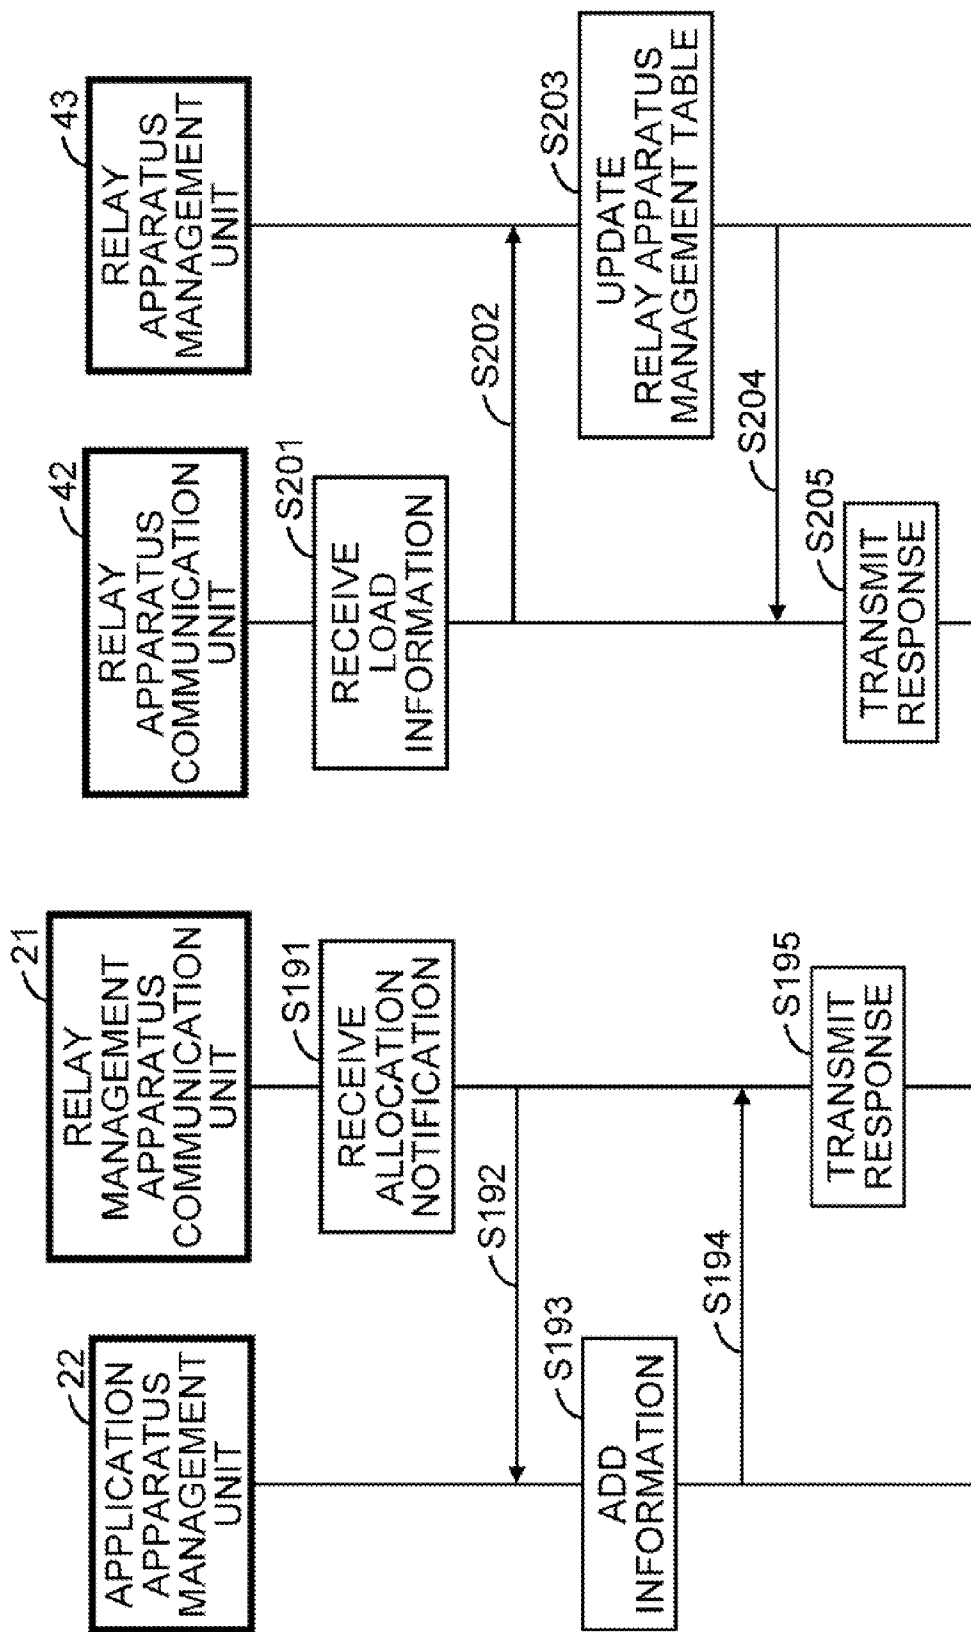 22
APPLICATION
APPARATUS
MANAGEMENT
UNIT
21
RELAY
MANAGEMENT
APPARATUS
COMMUNICATION
UNIT
S191
RECEIVE
ALLOCATION
NOTIFICATION
S192
S193
ADD
INFORMATION
S194
S195
TRANSMIT
RESPONSE
42
RELAY
APPARATUS
COMMUNICATION
UNIT
43
RELAY
APPARATUS
MANAGEMENT
UNIT
S201
RECEIVE
LOAD
INFORMATION
S202
S203
UPDATE
RELAY APPARATUS
MANAGEMENT TABLE
S204
S205
TRANSMIT
RESPONSE